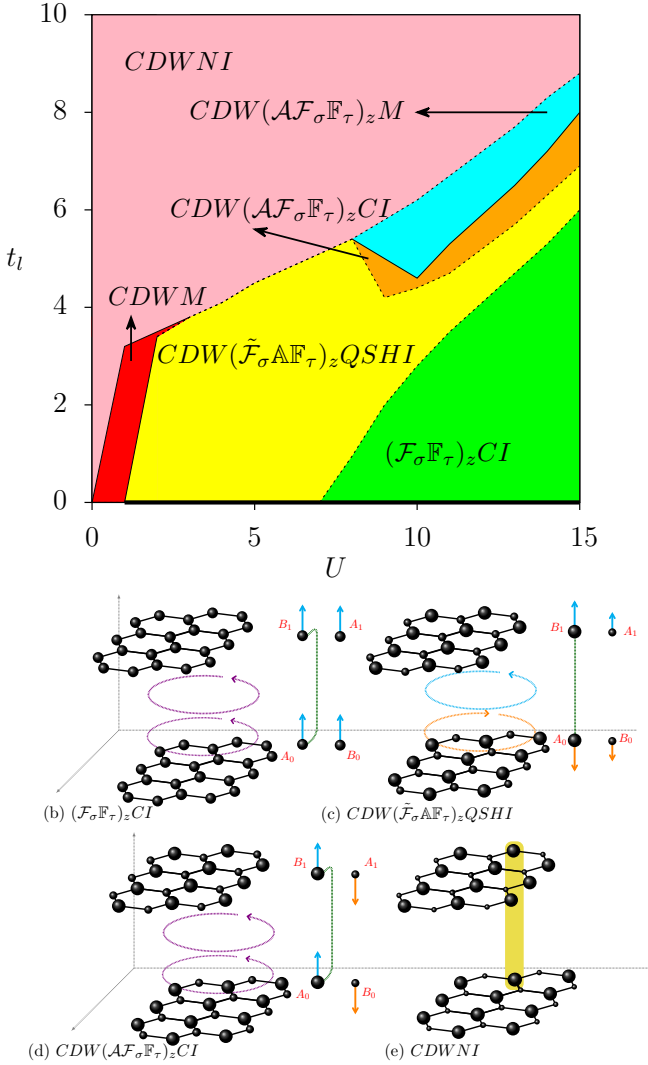 10
CDWNI
8
CDW(𝒜ℱ_σ𝔽_τ)_zM
6
CDW(𝒜ℱ_σ𝔽_τ)_zCI
t_l
4
CDWM
CDW(ℱ̃_σ𝔸𝔽_τ)_zQSHI
2
(ℱ_σ𝔽_τ)_zCI
0
0 5 10 15
U
B_1 A_1 B_1 A_1
A_0 B_0 A_0 B_0
(b) (ℱ_σ𝔽_τ)_zCI (c) CDW(ℱ̃_σ𝔸𝔽_τ)_zQSHI
B_1 A_1
A_0 B_0
(d) CDW(𝒜ℱ_σ𝔽_τ)_zCI (e) CDWNI